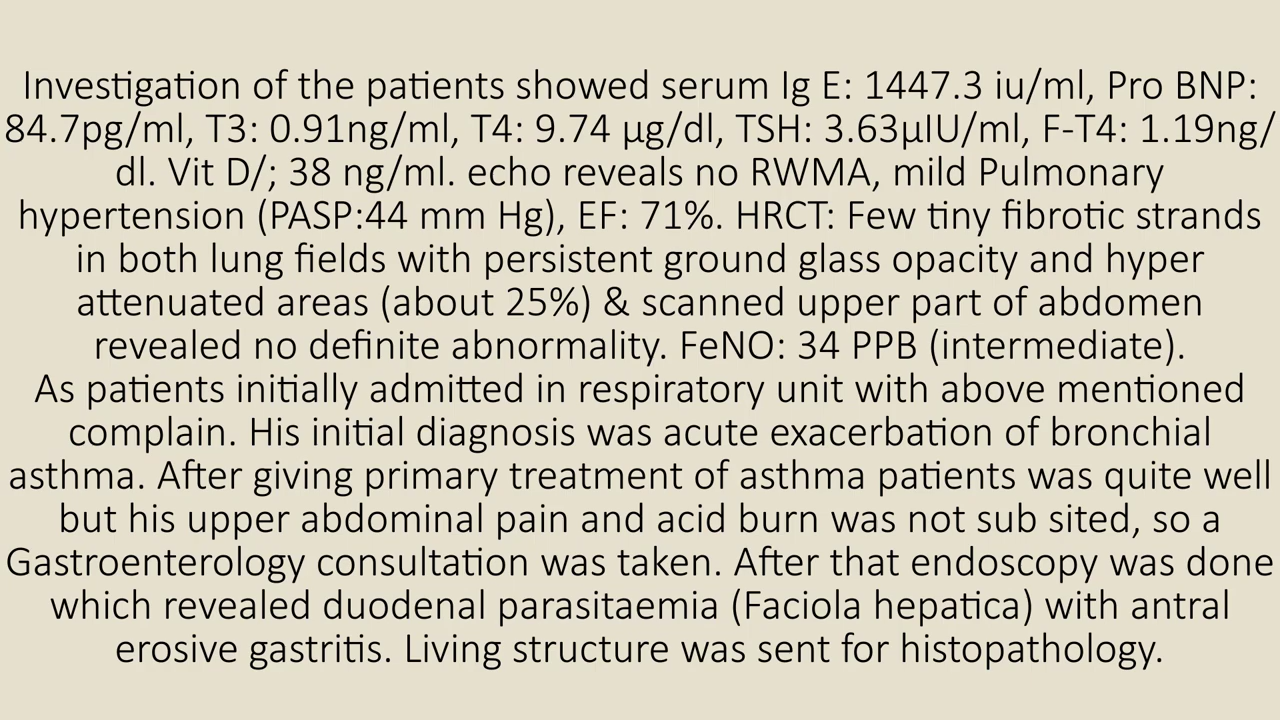 Investigation of the patients showed serum Ig E: 1447.3 iu/ml, Pro BNP:
84.7pg/ml, T3: 0.91ng/ml, T4: 9.74 µg/dl, TSH: 3.63µIU/ml, F-T4: 1.19ng/
dl. Vit D/; 38 ng/ml. echo reveals no RWMA, mild Pulmonary
hypertension (PASP:44 mm Hg), EF: 71%. HRCT: Few tiny fibrotic strands
in both lung fields with persistent ground glass opacity and hyper
attenuated areas (about 25%) & scanned upper part of abdomen
revealed no definite abnormality. FeNO: 34 PPB (intermediate).
As patients initially admitted in respiratory unit with above mentioned
complain. His initial diagnosis was acute exacerbation of bronchial
asthma. After giving primary treatment of asthma patients was quite well
but his upper abdominal pain and acid burn was not sub sited, so a
Gastroenterology consultation was taken. After that endoscopy was done
which revealed duodenal parasitaemia (Faciola hepatica) with antral
erosive gastritis. Living structure was sent for histopathology.